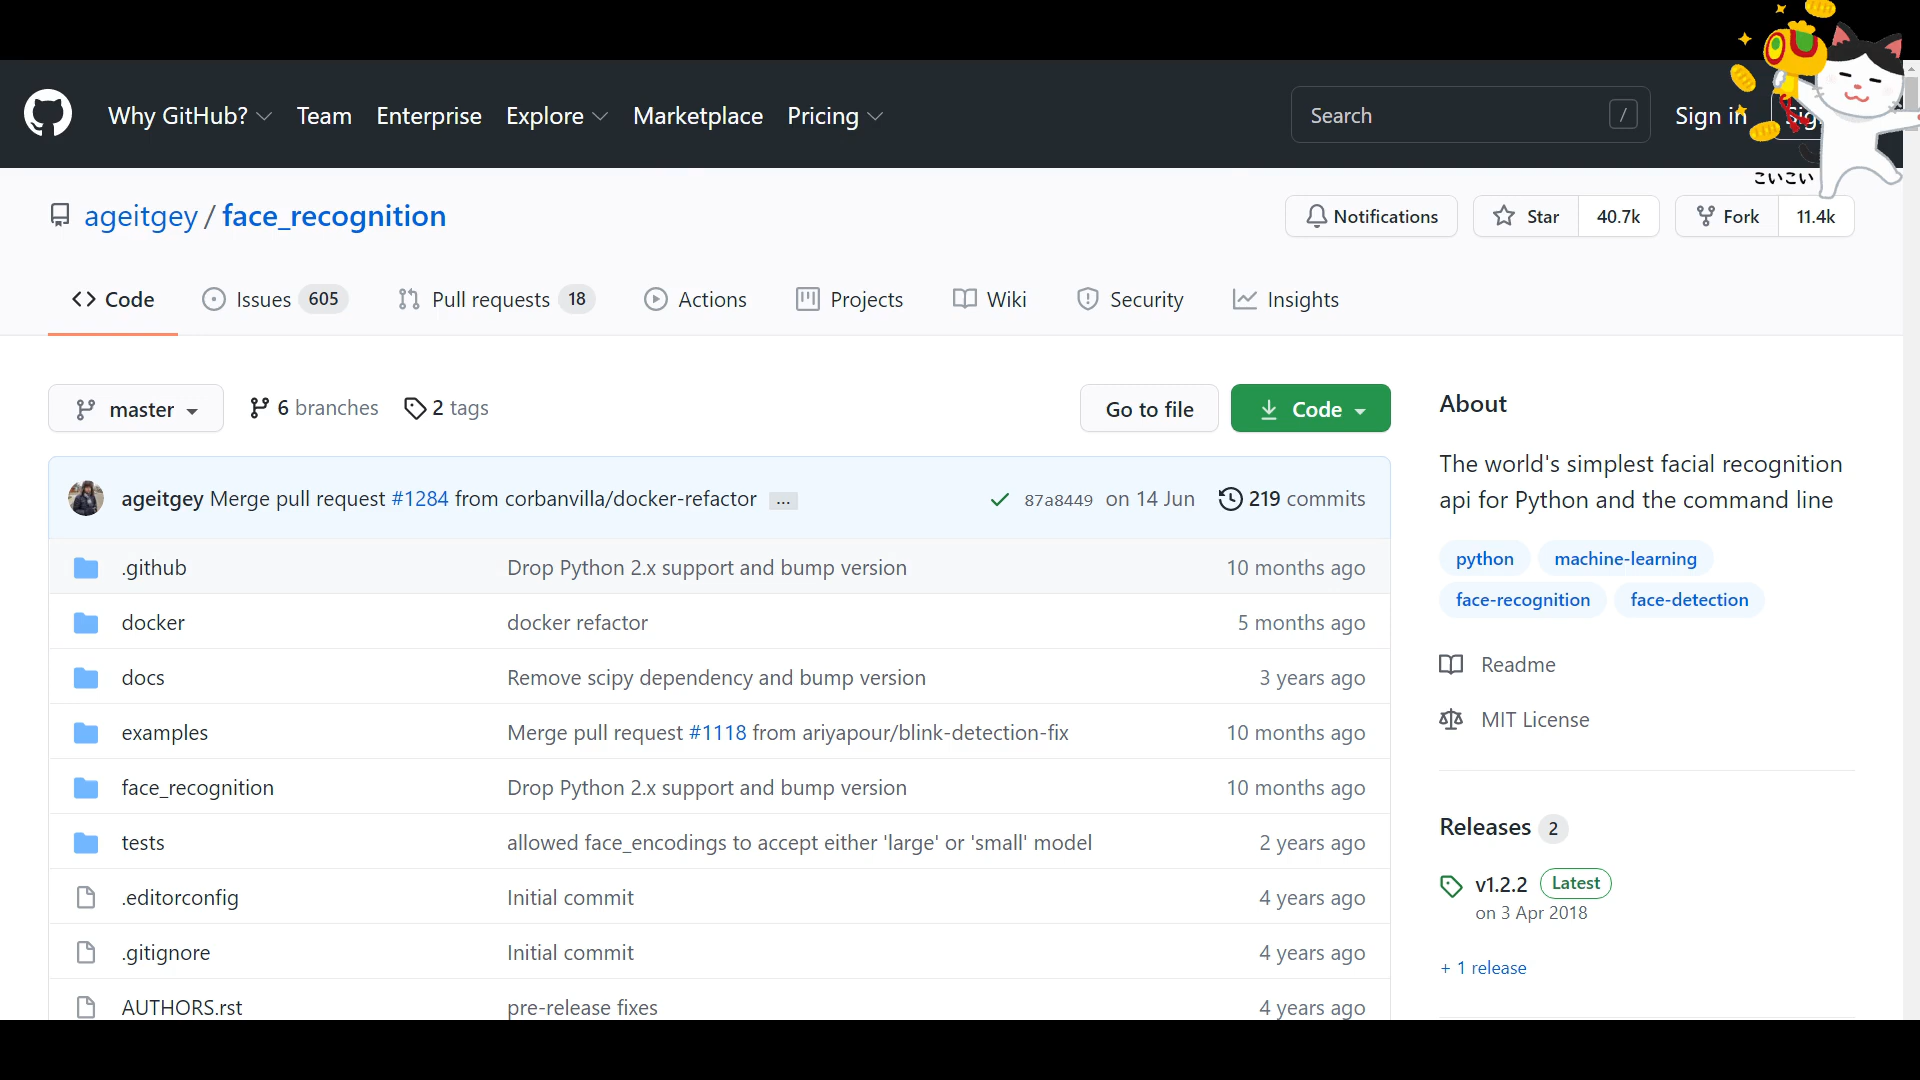 Why GitHub? Team Enterprise Explore Marketplace Pricing Search / Sign in
こいこい
ageitgey / face_recognition Notifications Star 40.7k Fork 11.4k
Code Issues 605 Pull requests 18 Actions Projects Wiki Security Insights
master 6 branches 2 tags Go to file Code
ageitgey Merge pull request #1284 from corbanvilla/docker-refactor ... 87a8449 on 14 Jun 219 commits
.github Drop Python 2.x support and bump version 10 months ago
docker docker refactor 5 months ago
docs Remove scipy dependency and bump version 3 years ago
examples Merge pull request #1118 from ariyapour/blink-detection-fix 10 months ago
face_recognition Drop Python 2.x support and bump version 10 months ago
tests allowed face_encodings to accept either 'large' or 'small' model 2 years ago
.editorconfig Initial commit 4 years ago
.gitignore Initial commit 4 years ago
AUTHORS.rst pre-release fixes 4 years ago
About
The world's simplest facial recognition
api for Python and the command line
python machine-learning
face-recognition face-detection
Readme
MIT License
Releases 2
v1.2.2 Latest
on 3 Apr 2018
+ 1 release